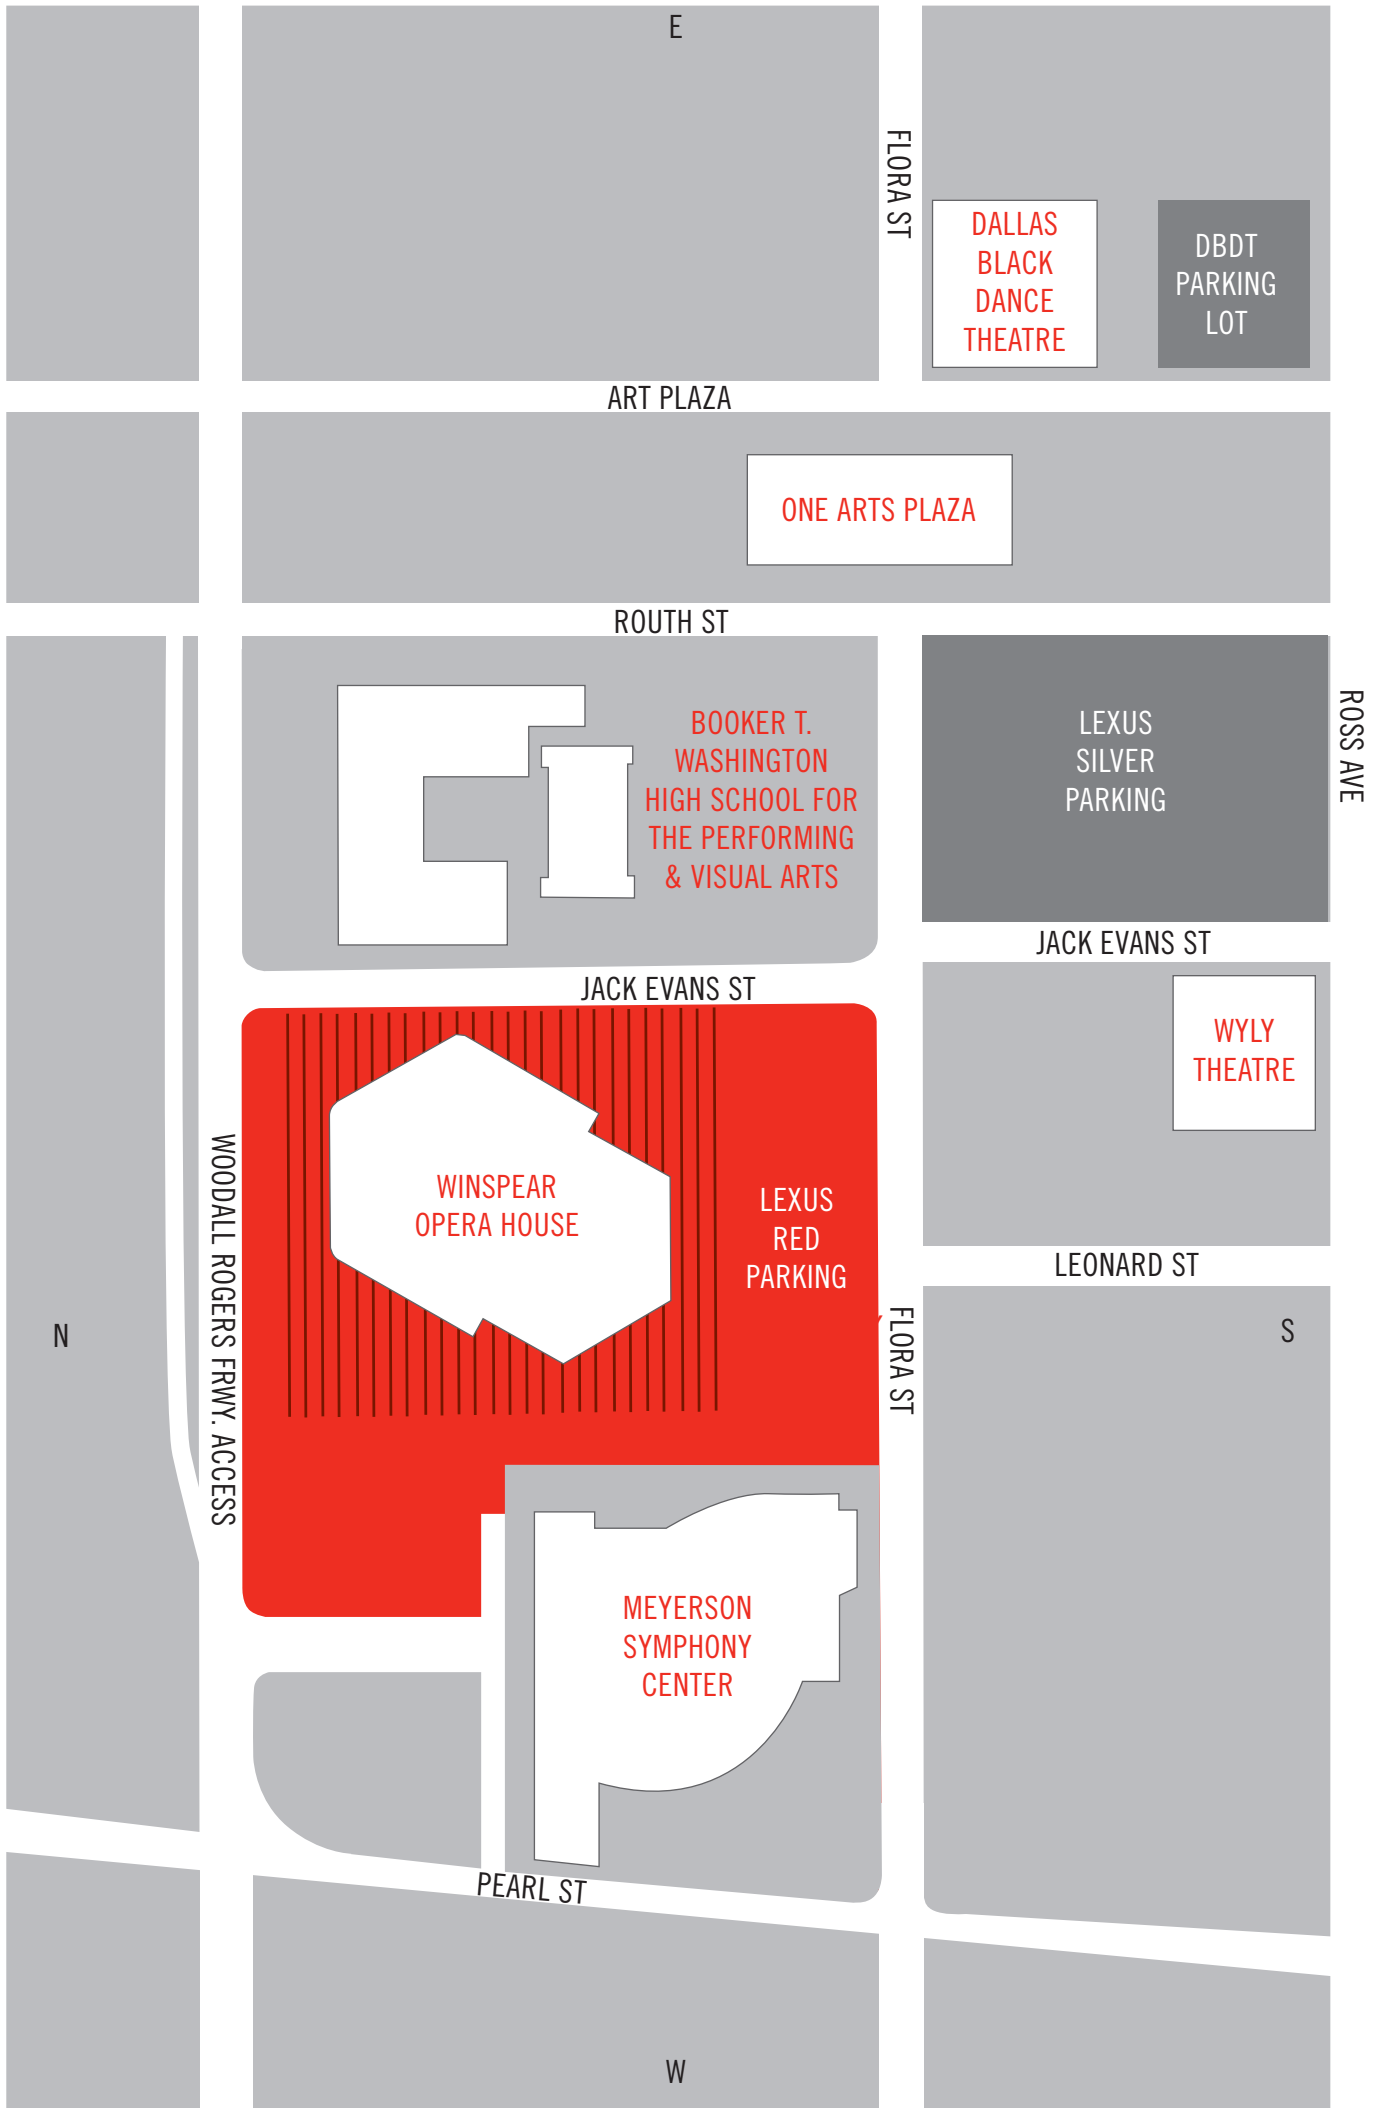 E
FLORA ST
DALLAS
BLACK
DANCE
THEATRE
DBDT
PARKING
LOT
ART PLAZA
ONE ARTS PLAZA
ROUTH ST
BOOKER T.
WASHINGTON
HIGH SCHOOL FOR
THE PERFORMING
& VISUAL ARTS
LEXUS
SILVER
PARKING
ROSS AVE
JACK EVANS ST
JACK EVANS ST
WYLY
THEATRE
WINSPEAR
OPERA HOUSE
LEXUS
RED
PARKING
WOODALL ROGERS FRWY. ACCESS
LEONARD ST
N
FLORA ST
S
MEYERSON
SYMPHONY
CENTER
PEARL ST
W